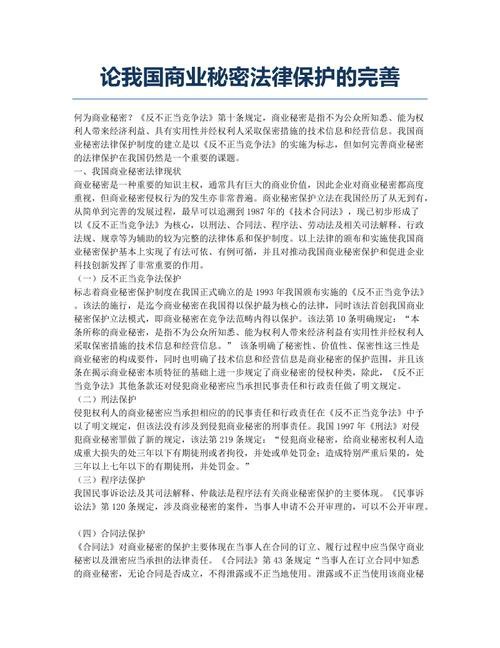 论我国商业秘密法律保护的完善
何为商业秘密？《反不正当竞争法》第十条规定，商业秘密是指不为公众所知悉、能为权
利人带来经济利益、具有实用性并经权利人采取保密措施的技术信息和经营信息。我国商
业秘密法律保护制度的建立是以《反不正当竞争法》的实施为标志，但如何完善商业秘密
的法律保护在我国仍然是一个重要的课题。
一、我国商业秘密法律保护现状
商业秘密是一种重要的知识主权，通常具有巨大的商业价值，因此企业对商业秘密都高度
重视，但商业秘密侵权行为的发生亦非常普遍。商业秘密保护立法在我国经历了从无到有，
从简单到完善的发展过程，最早可以追溯到 1987 年的《技术合同法》，现已初步形成了
以《反不正当竞争法》为核心，以刑法、合同法、程序法、劳动法及相关司法解释、行政
法规、规章等为辅助的较为完整的法律体系和保护制度。以上法律的颁布和实施使我国商
业秘密保护基本上实现了有法可依、有例可循，并且对推动我国商业秘密保护和促进企业
科技创新发挥了非常重要的作用。
（一）反不正当竞争法保护
标志着商业秘密保护制度在我国正式确立的是 1993 年我国颁布实施的《反不正当竞争法》
。该法的施行，是迄今商业秘密在我国得以保护最为核心的法律，同时该法首创我国商业
秘密保护立法模式，即商业秘密在竞争法范畴内得以保护。该法第 10 条明确规定：“本
条所称的商业秘密，是指不为公众所知悉、能为权利人带来经济利益有实用性并经权利人
采取保密措施的技术信息和经营信息。” 该条明确了秘密性、价值性、保密性这三性是
商业秘密的构成要件，同时也明确了技术信息和经营信息是商业秘密的保护范围，并且该
条在揭示商业秘密本质特征的基础上进一步规定了商业秘密的侵权种类，除此，《反不正
当竞争法》其他条款还对侵犯商业秘密应当承担民事责任和行政责任做了明文规定。
（二）刑法保护
侵犯权利人的商业秘密应当承担相应的的民事责任和行政责任在《反不正当竞争法》中予
以了明文规定，但该法没有涉及到侵犯商业秘密的刑事责任。我国 1997 年《刑法》对侵
犯商业秘密罪做了新的规定，该法第 219 条规定：“侵犯商业秘密，给商业秘密权利人造
成重大损失的处三年以下有期徒刑或者拘役，并处或单处罚金；造成特别严重后果的，处
三年以上七年以下的有期徒刑，并处罚金。”
（三）程序法保护
我国民事诉讼法及其司法解释、仲裁法是程序法有关商业秘密保护的主要体现。《民事诉
讼法》第 120 条规定，涉及商业秘密的案件，当事人申请不公开审理的，可以不公开审理。
（四）合同法保护
《合同法》对商业秘密的保护主要体现在当事人在合同的订立、履行过程中应当保守商业
秘密以及泄密应当承担的法律责任。《合同法》第 43 条规定“当事人在订立合同中知悉
的商业秘密，无论合同是否成立，不得泄露或不正当地使用。泄露或不正当使用该商业秘